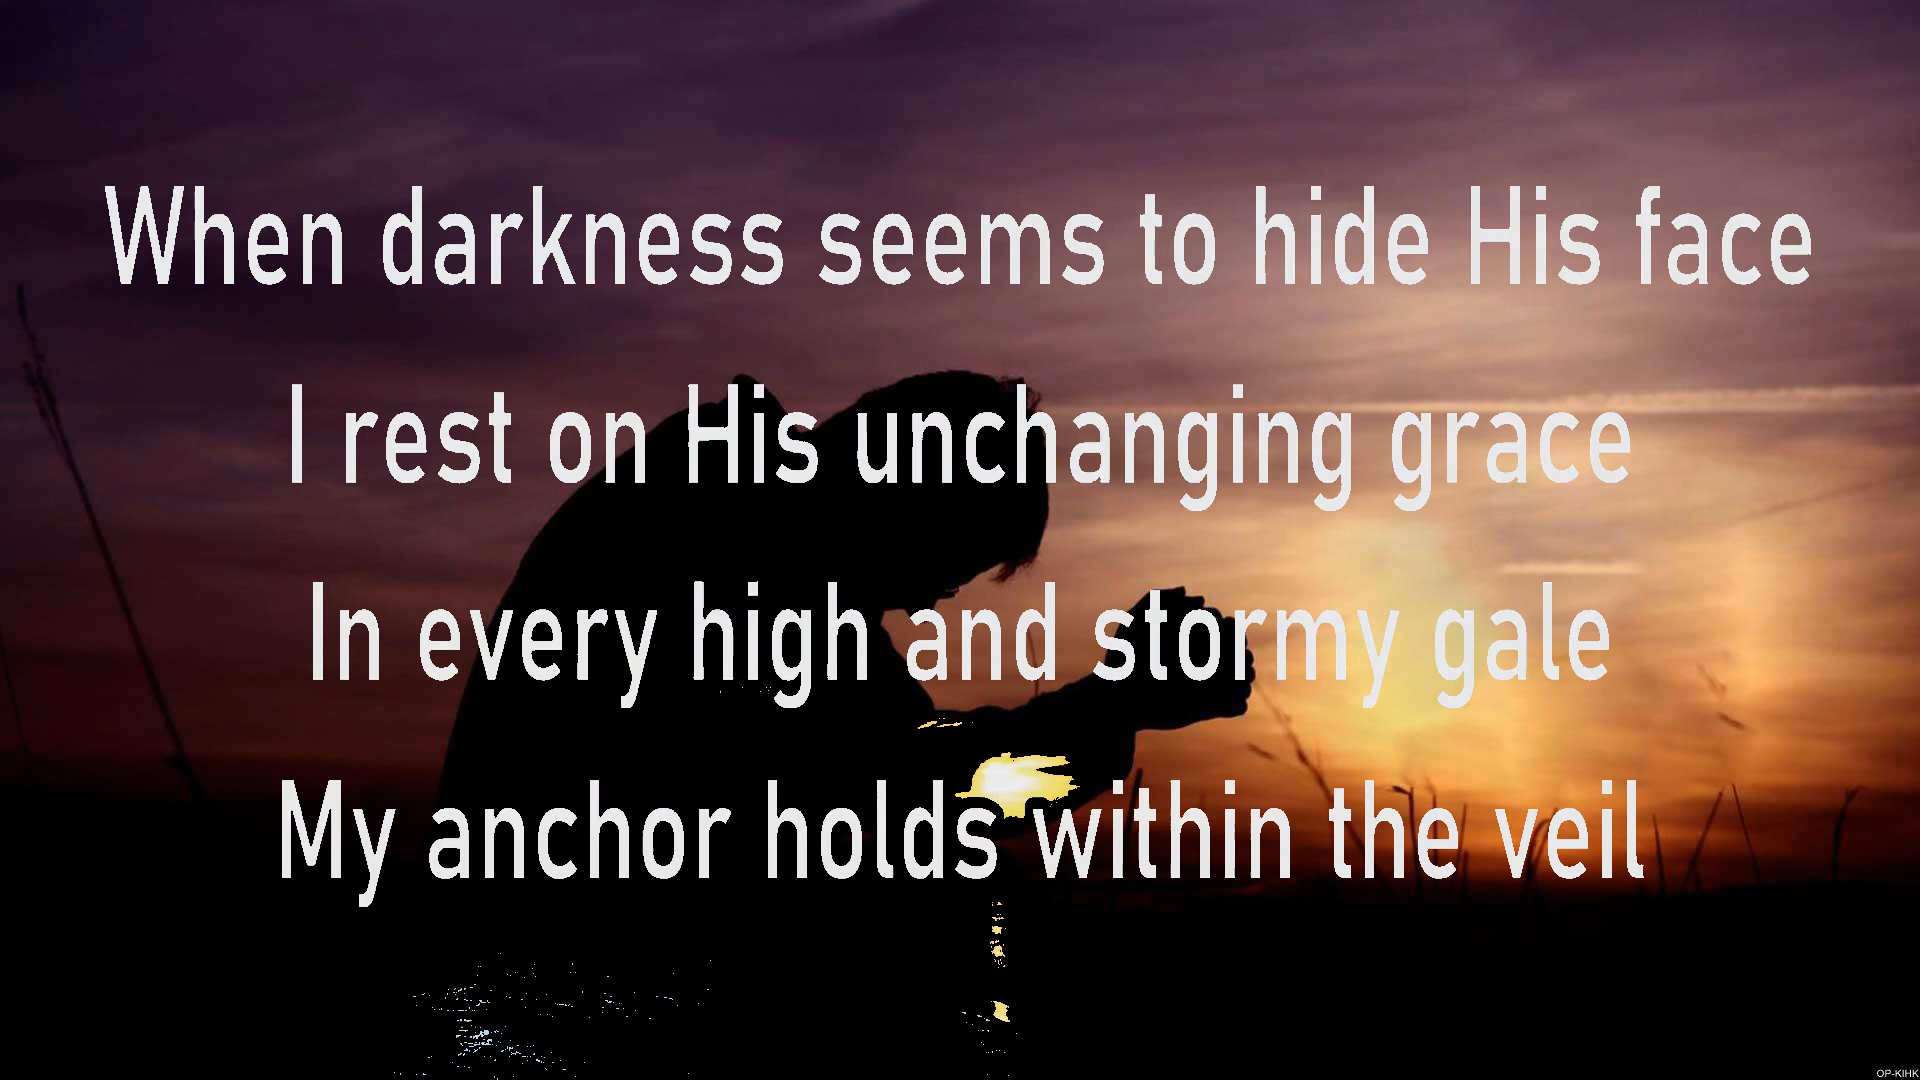 When darkness seems to hide His face
I rest on His unchanging grace
In every high and stormy gale
My anchor holds within the veil
OP-KIHK